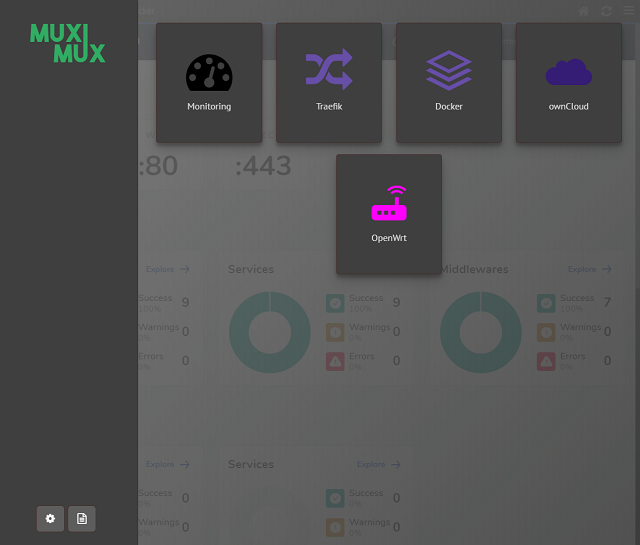 MUXI
MUX
Monitoring
Traefik
Docker
ownCloud
:80
:443
OpenWrt
Explore
Services
Explore
Middlewares
Explore
Success 9
100%
Warnings 0
0%
Errors 0
0%
Success 9
100%
Warnings 0
0%
Errors 0
0%
Success 7
100%
Warnings 0
0%
Errors 0
0%
Explore
Services
Explore
Success 0
0%
Warnings 0
0%
Success 0
0%
Warnings 0
0%